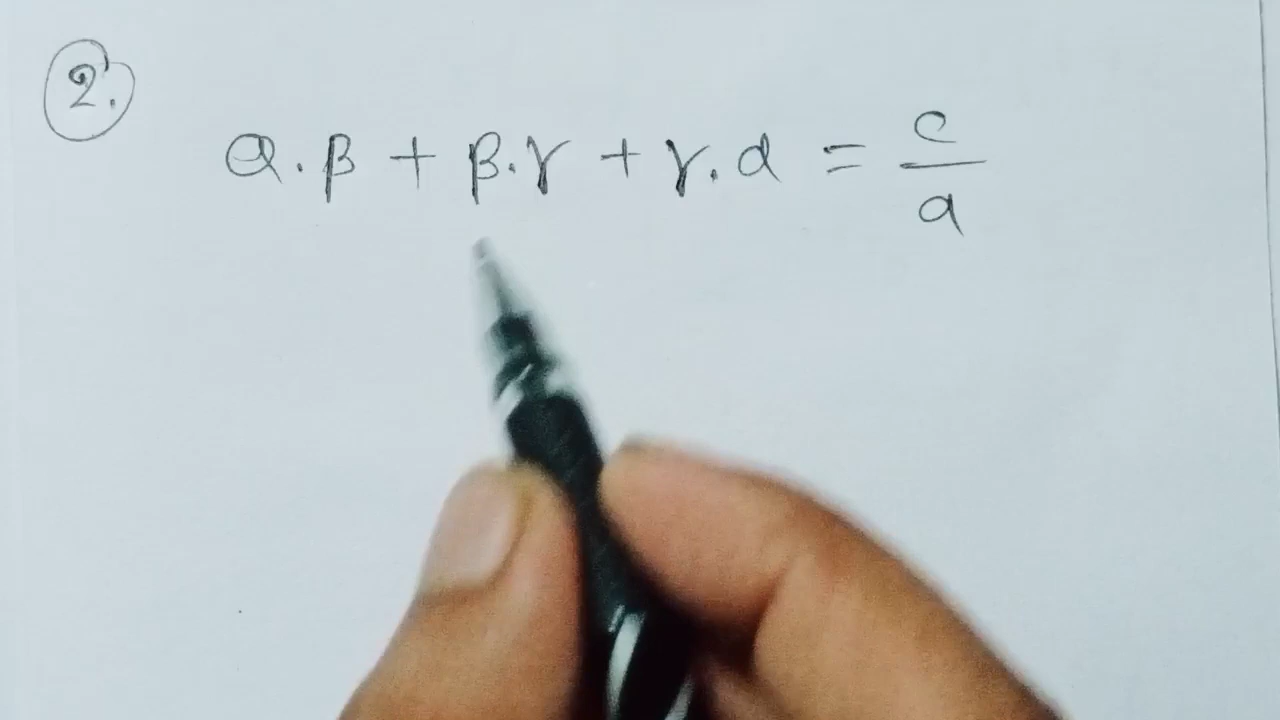 2.
α.β + β.γ + γ.α = c/a